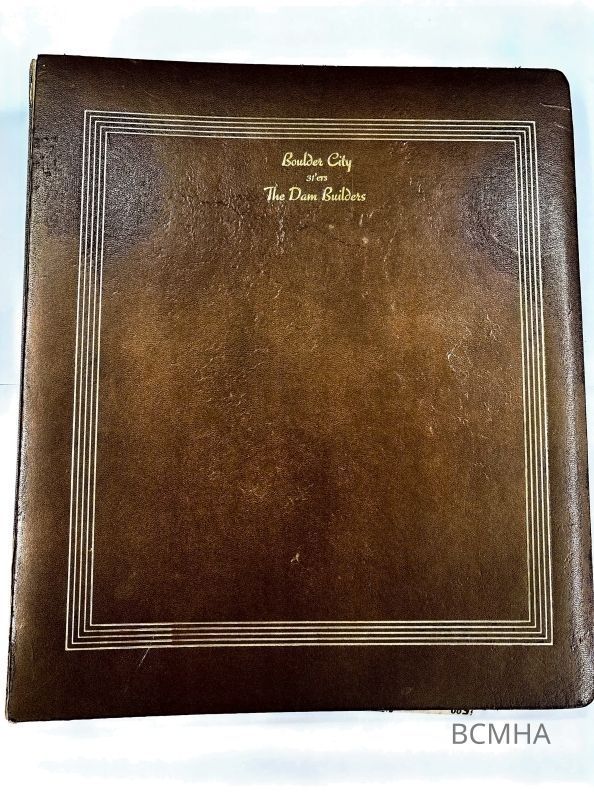 Boulder City
31'ers
The Dam Builders
BCMHA